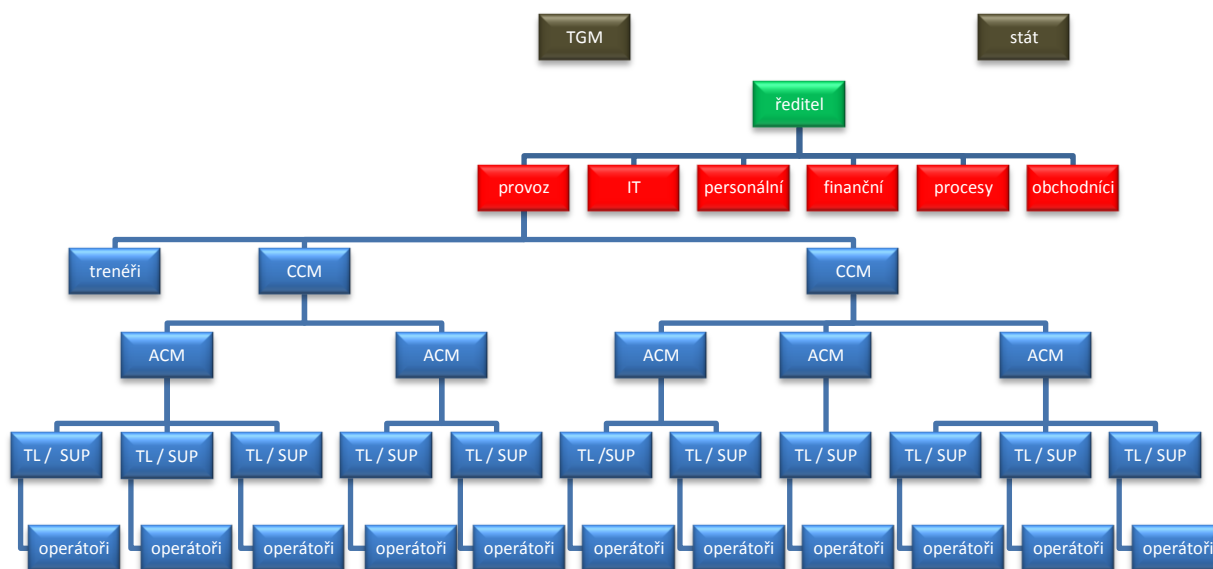 TGM
stát
ředitel
provoz
IT
personální
finanční
procesy
obchodníci
trenéři
CCM
CCM
ACM
ACM
ACM
ACM
ACM
TL /  SUP
TL / SUP
TL / SUP
TL / SUP
TL / SUP
TL /SUP
TL / SUP
TL / SUP
TL / SUP
TL / SUP
TL / SUP
operátoři
operátoři
operátoři
operátoři
operátoři
operátoři
operátoři
operátoři
operátoři
operátoři
operátoři